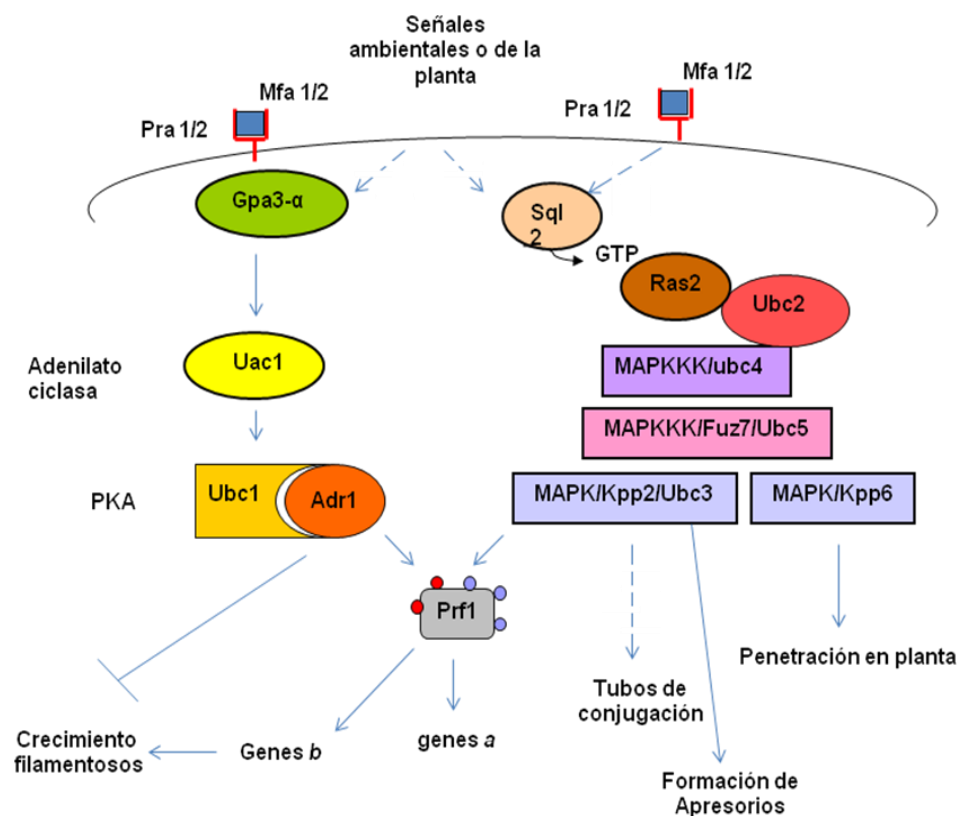 Señales
ambientales o de la
planta
Mfa 1/2
Pra 1/2
Mfa 1/2
Pra 1/2
Gpa3-α
Sql
2
GTP
Ras2
Ubc2
Adenilato
ciclasa
Uac1
MAPKKK/ubc4
MAPKKK/Fuz7/Ubc5
PKA
Ubc1
Adr1
MAPK/Kpp2/Ubc3
MAPK/Kpp6
Prf1
Penetración en planta
Tubos de
conjugación
Crecimiento
filamentosos
Genes b
genes a
Formación de
Apresorios